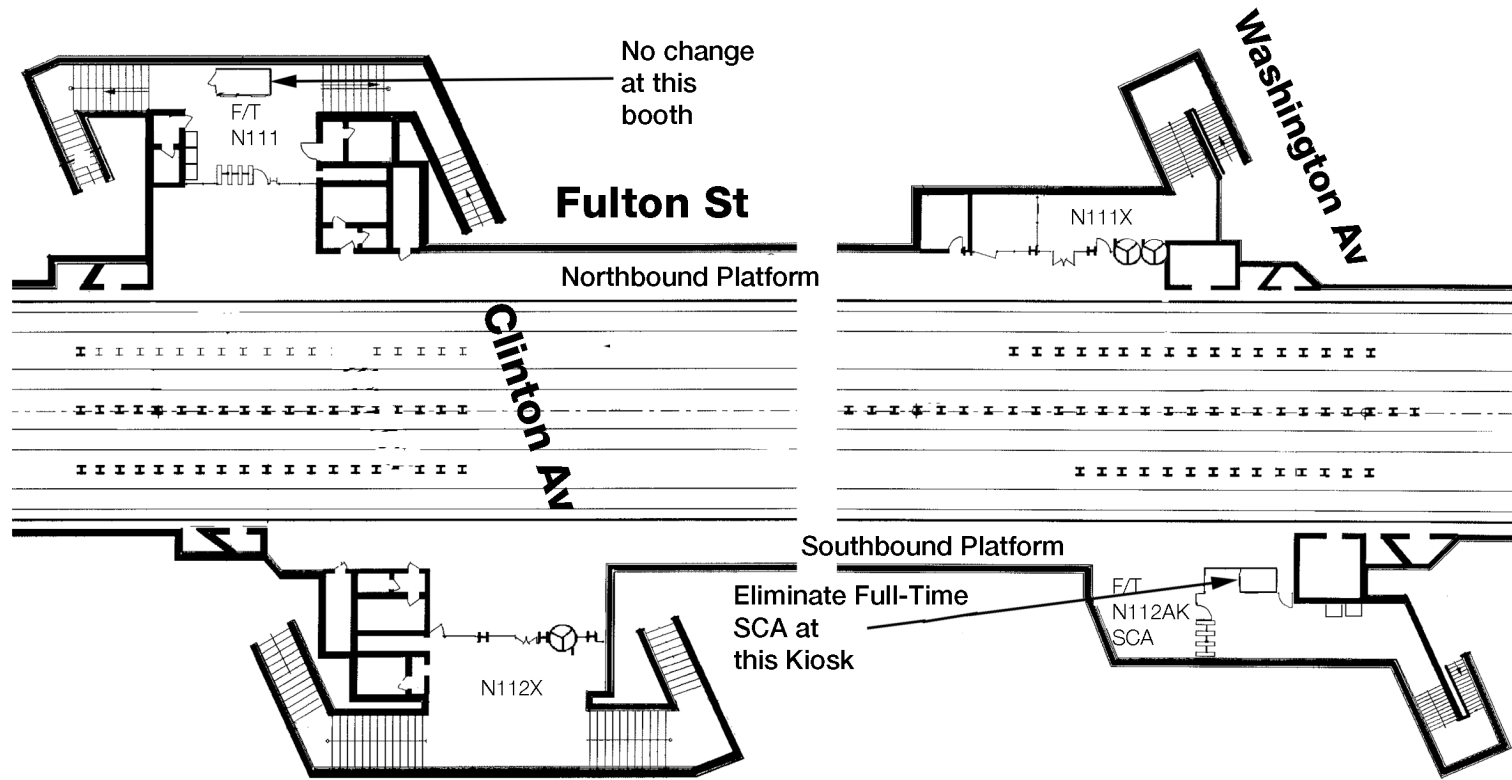 No change
at this
booth
F/T
N111
Fulton St
Washington Av
N111X
Northbound Platform
Clinton Av
Southbound Platform
Eliminate Full-Time
SCA at
this Kiosk
F/T
N112AK
SCA
N112X